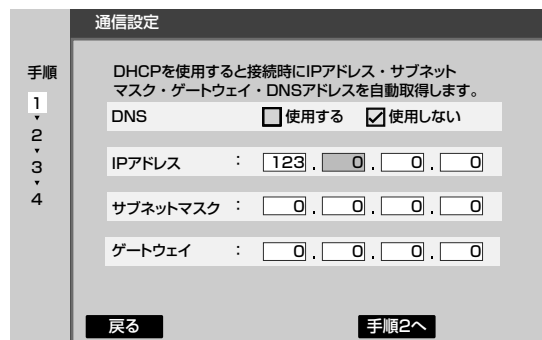 通信設定
手順
1
2
3
4
DHCPを使用すると接続時にIPアドレス・サブネット
マスク・ゲートウェイ・DNSアドレスを自動取得します。
DNS 使用する 使用しない
IPアドレス : 123 . 0 . 0 . 0
サブネットマスク : 0 . 0 . 0 . 0
ゲートウェイ : 0 . 0 . 0 . 0
戻る 手順2へ